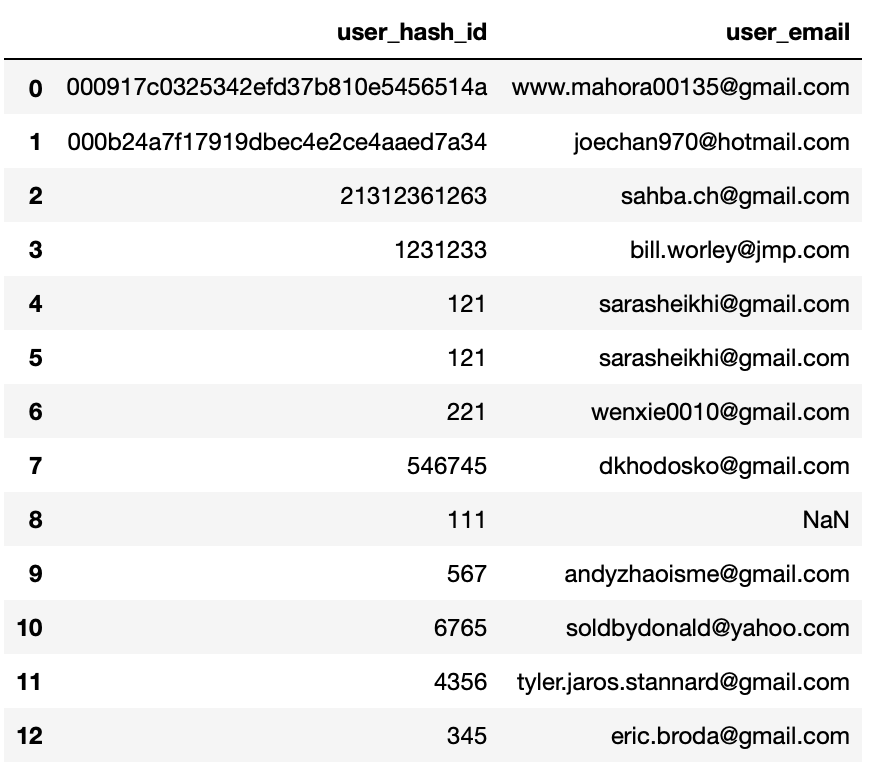 user_hash_id user_email
0 000917c0325342efd37b810e5456514a www.mahora00135@gmail.com
1 000b24a7f17919dbec4e2ce4aaed7a34 joechan970@hotmail.com
2 21312361263 sahba.ch@gmail.com
3 1231233 bill.worley@jmp.com
4 121 sarasheikhi@gmail.com
5 121 sarasheikhi@gmail.com
6 221 wenxie0010@gmail.com
7 546745 dkhodosko@gmail.com
8 111 NaN
9 567 andyzhaoisme@gmail.com
10 6765 soldbydonald@yahoo.com
11 4356 tyler.jaros.stannard@gmail.com
12 345 eric.broda@gmail.com